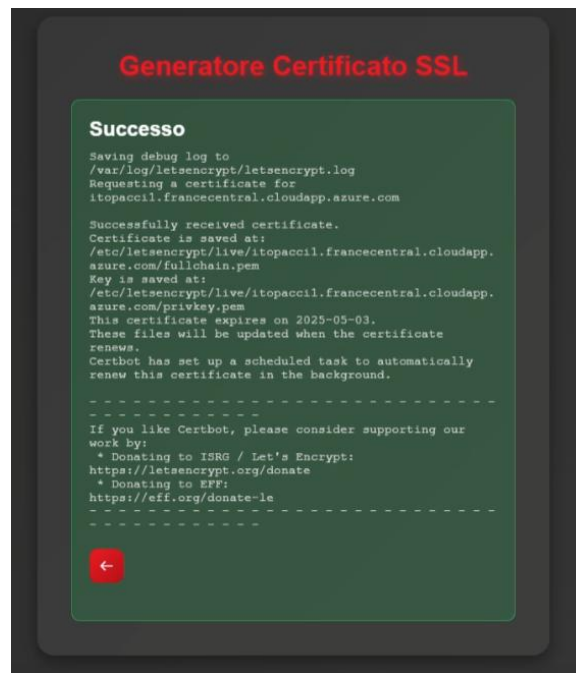 Generatore Certificato SSL
Successo
Saving debug log to
/var/log/letsencrypt/letsencrypt.log
Requesting a certificate for
itopacci1.francecentral.cloudapp.azure.com
Successfully received certificate.
Certificate is saved at:
/etc/letsencrypt/live/itopacci1.francecentral.cloudapp.
azure.com/fullchain.pem
Key is saved at:
/etc/letsencrypt/live/itopacci1.francecentral.cloudapp.
azure.com/privkey.pem
This certificate expires on 2025-05-03.
These files will be updated when the certificate
renews.
Certbot has set up a scheduled task to automatically
renew this certificate in the background.
- - - - - - - - - - - - - - - - - - - - - - - - - - - -
- - - - - - - - - - - -
If you like Certbot, please consider supporting our
work by:
* Donating to ISRG / Let's Encrypt:
https://letsencrypt.org/donate
* Donating to EFF:
https://eff.org/donate-le
- - - - - - - - - - - - - - - - - - - - - - - - - - - -
- - - - - - - - - - - -